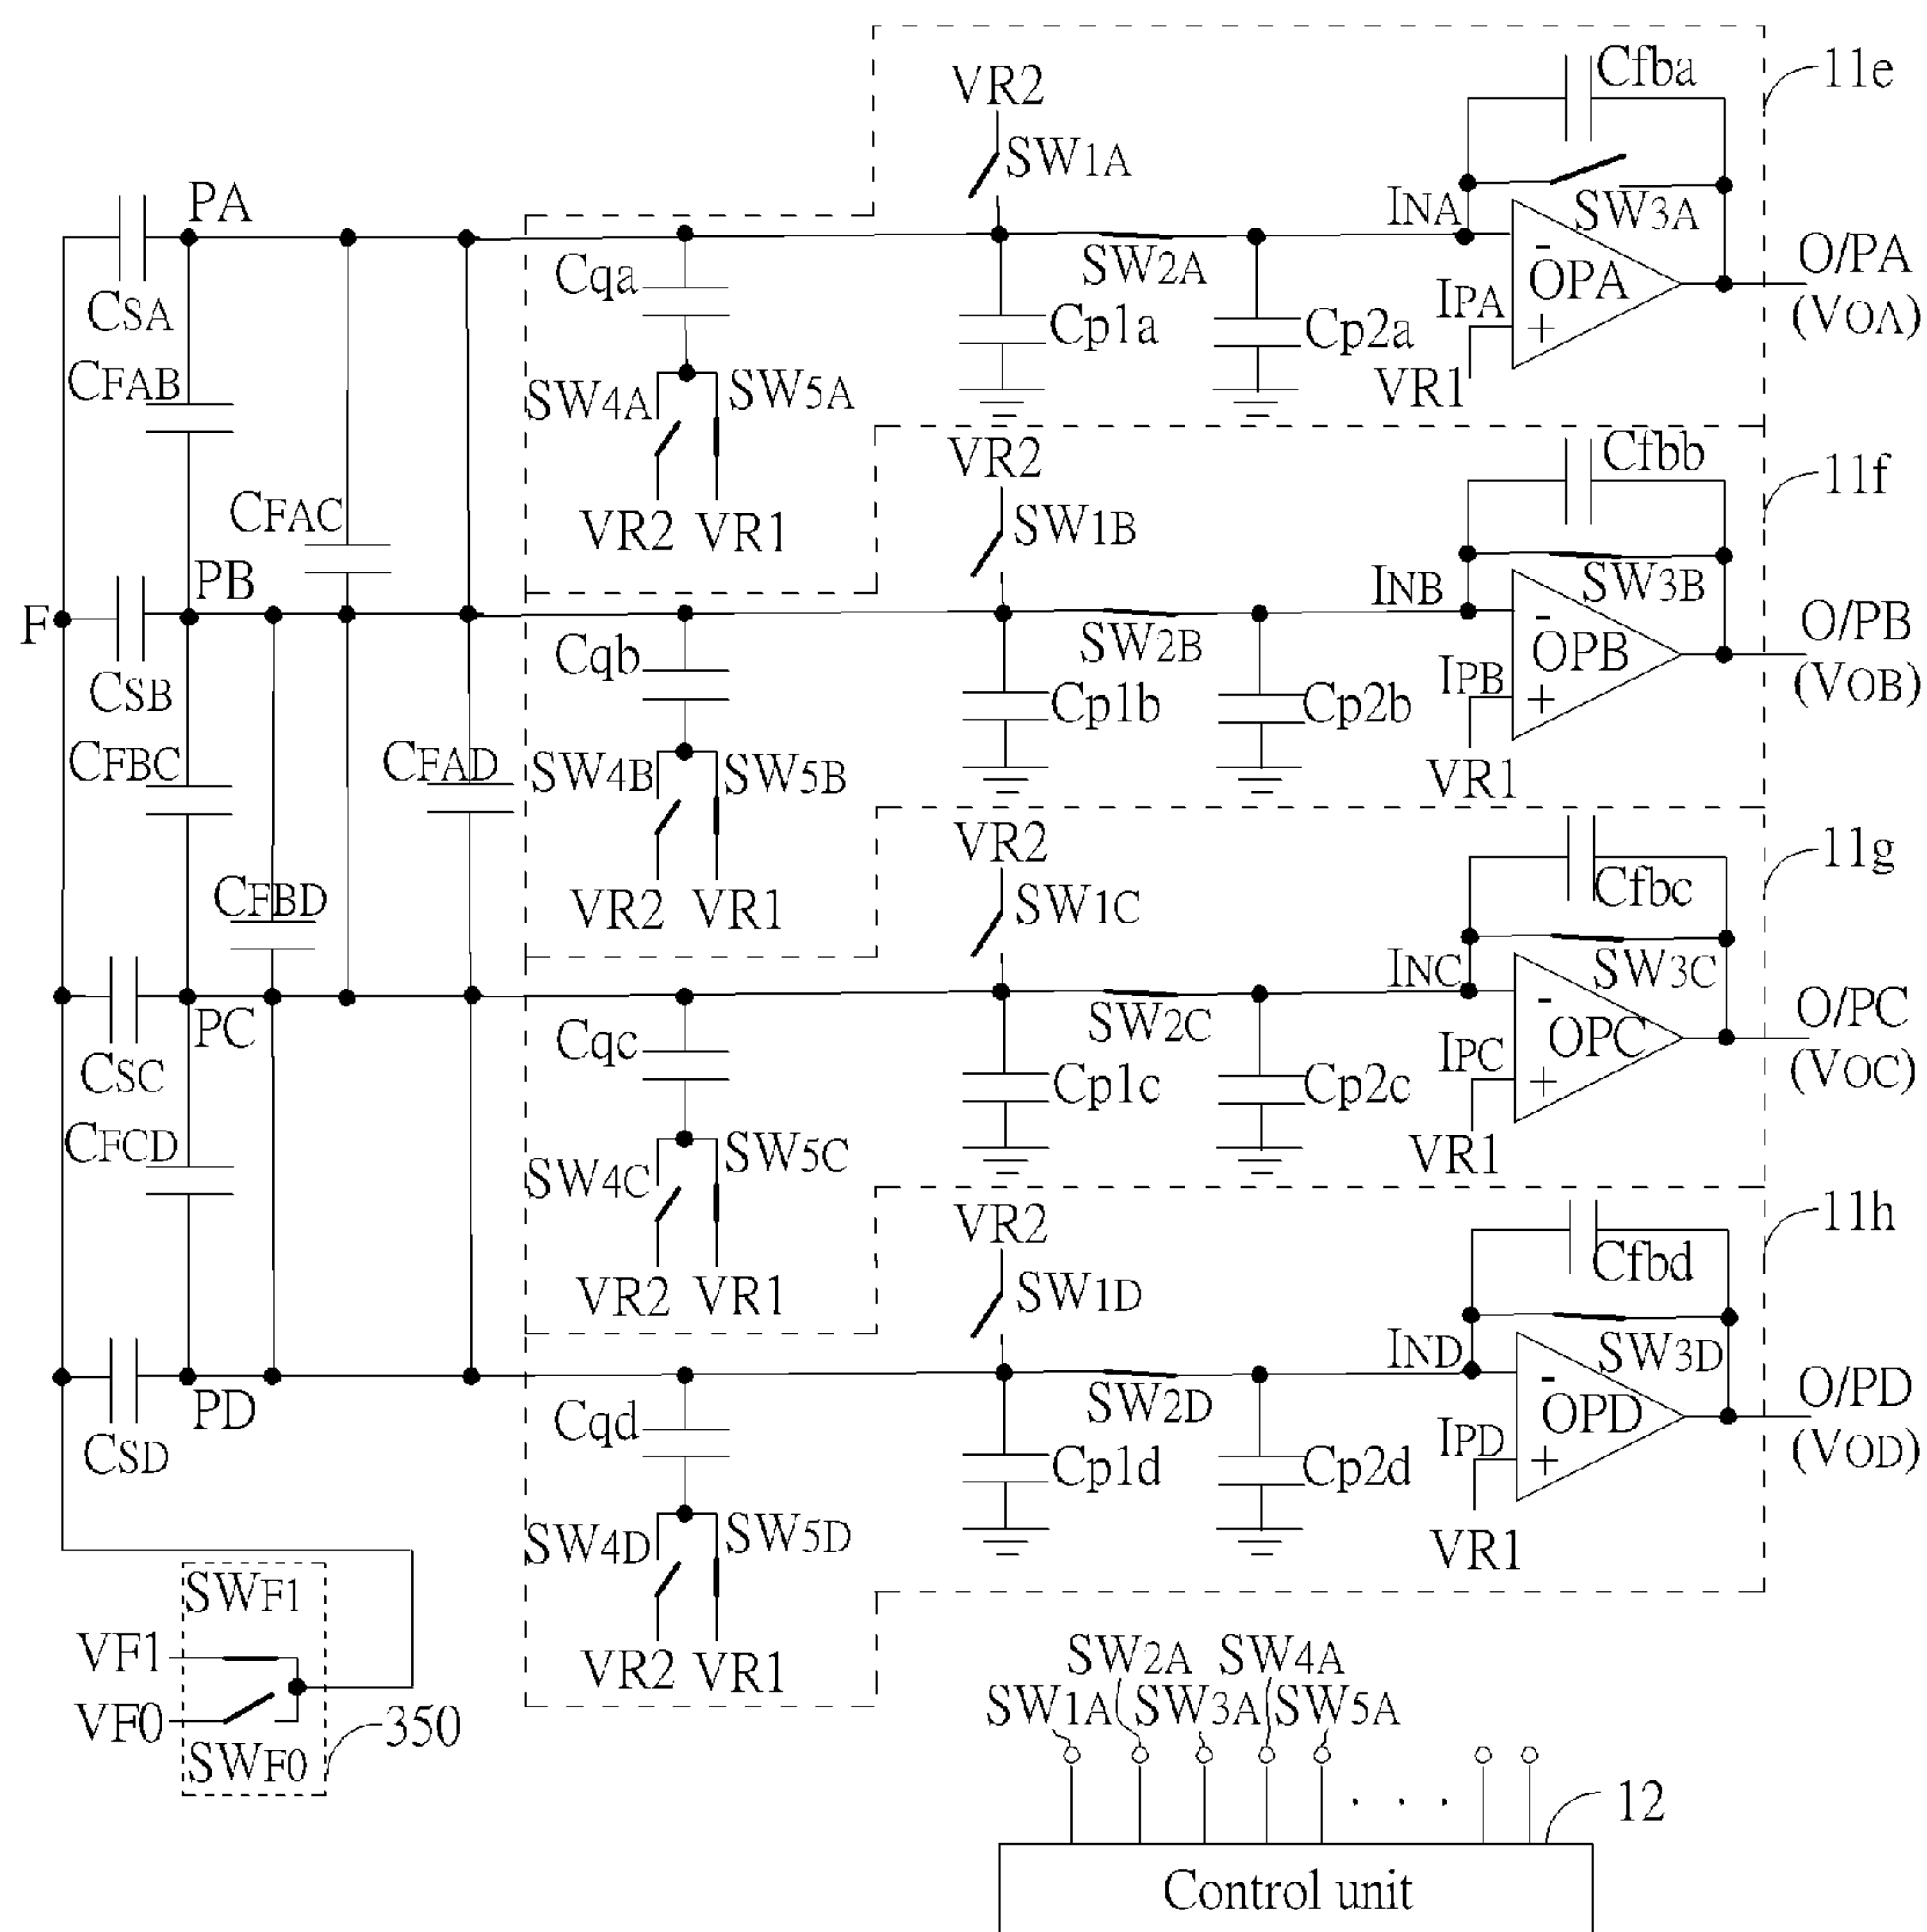 Cfba
11e
VR2
SW1A
PA
INA
SW3A
CSA
Cqa
SW2A
-
OPA
+
IPA
O/PA
(VOA)
Cp1a
Cp2a
VR1
CFAB
SW4A
SW5A
VR2
VR1
VR2
Cfbb
11f
CFAC
SW1B
PB
INB
SW3B
F
CSB
Cqb
SW2B
-
OPB
+
IPB
O/PB
(VOB)
Cp1b
Cp2b
VR1
CFBC
CFAD
SW4B
SW5B
VR2
VR1
VR2
Cfbc
11g
CFBD
SW1C
INC
SW3C
PC
CSC
Cqc
SW2C
-
OPC
+
IPC
O/PC
(VOC)
Cp1c
Cp2c
VR1
CFCD
SW4C
SW5C
VR2
VR1
VR2
Cfbd
11h
SW1D
IND
SW3D
PD
CSD
Cqd
SW2D
-
OPD
+
IPD
O/PD
(VOD)
Cp1d
Cp2d
VR1
SW4D
SW5D
VR2
VR1
SWF1
VF1
VF0
SWF0
350
SW2A SW4A
SW1A SW3A SW5A
. . .
12
Control unit